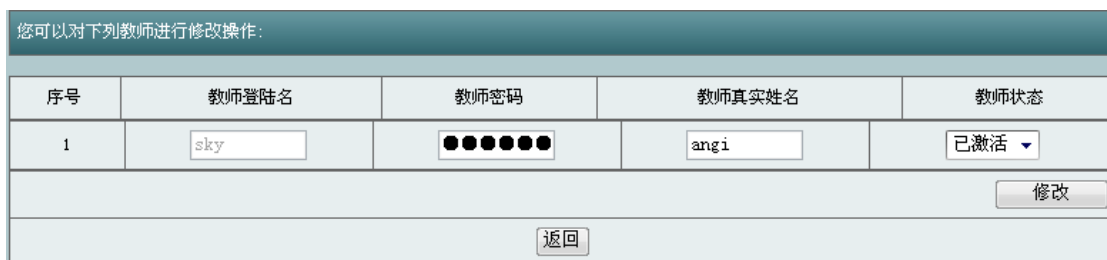 您可以对下列教师进行修改操作:
序号 教师登陆名 教师密码 教师真实姓名 教师状态
1 sky ●●●●●● angi 已激活
修改
返回